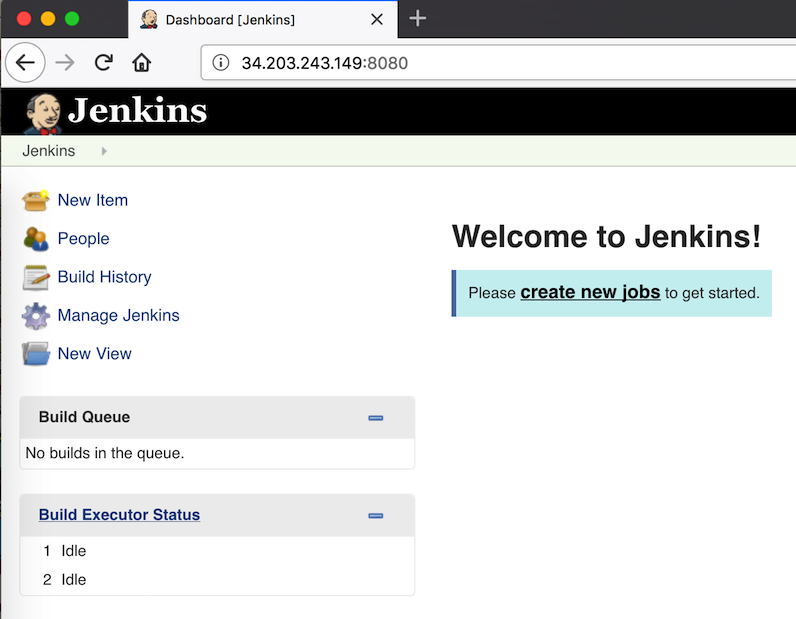 Dashboard [Jenkins]
34.203.243.149:8080
Jenkins
Jenkins
New Item
People
Build History
Manage Jenkins
New View
Welcome to Jenkins!
Please create new jobs to get started.
Build Queue
No builds in the queue.
Build Executor Status
1 Idle
2 Idle